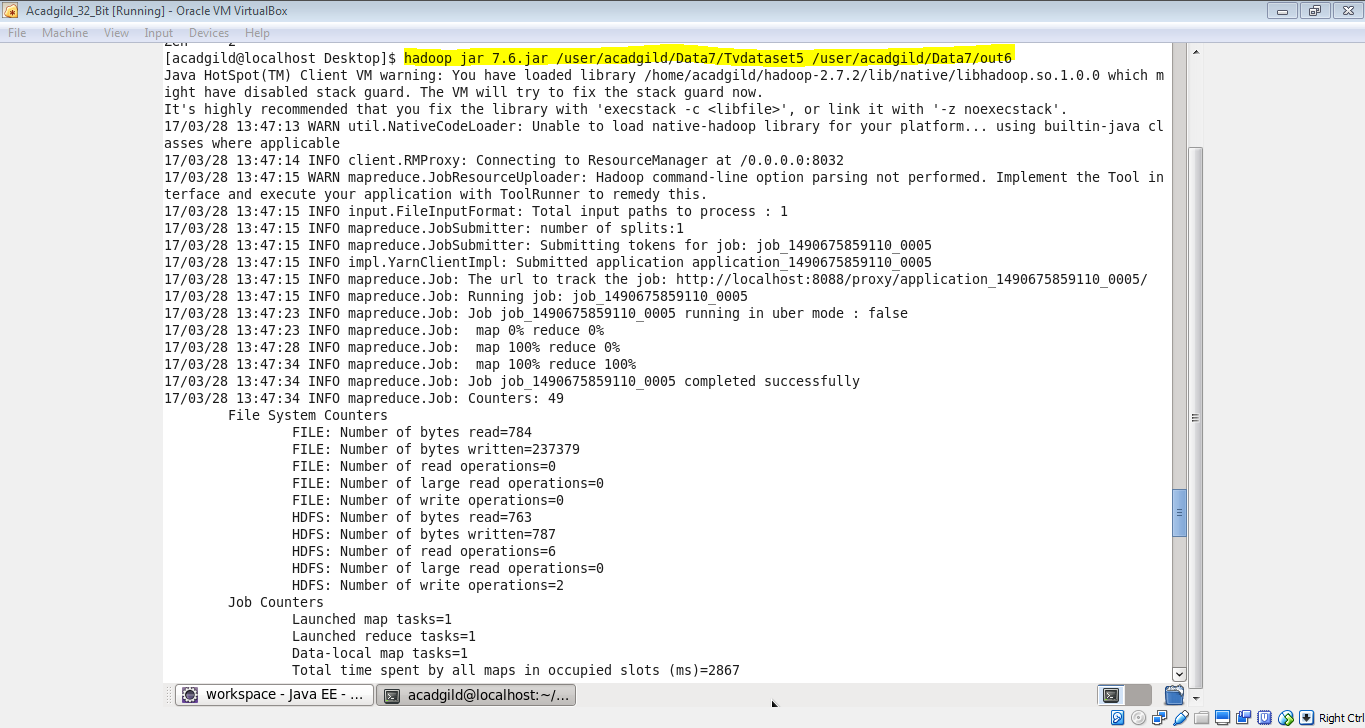 Acadgild_32_Bit [Running] - Oracle VM VirtualBox
File Machine View Input Devices Help
[acadgild@localhost Desktop]$ hadoop jar 7.6.jar /user/acadgild/Data7/Tvdataset5 /user/acadgild/Data7/out6
Java HotSpot(TM) Client VM warning: You have loaded library /home/acadgild/hadoop-2.7.2/lib/native/libhadoop.so.1.0.0 which m
ight have disabled stack guard. The VM will try to fix the stack guard now.
It's highly recommended that you fix the library with 'execstack -c <libfile>', or link it with '-z noexecstack'.
17/03/28 13:47:13 WARN util.NativeCodeLoader: Unable to load native-hadoop library for your platform... using builtin-java cl
asses where applicable
17/03/28 13:47:14 INFO client.RMProxy: Connecting to ResourceManager at /0.0.0.0:8032
17/03/28 13:47:15 WARN mapreduce.JobResourceUploader: Hadoop command-line option parsing not performed. Implement the Tool in
terface and execute your application with ToolRunner to remedy this.
17/03/28 13:47:15 INFO input.FileInputFormat: Total input paths to process : 1
17/03/28 13:47:15 INFO mapreduce.JobSubmitter: number of splits:1
17/03/28 13:47:15 INFO mapreduce.JobSubmitter: Submitting tokens for job: job_1490675859110_0005
17/03/28 13:47:15 INFO impl.YarnClientImpl: Submitted application application_1490675859110_0005
17/03/28 13:47:15 INFO mapreduce.Job: The url to track the job: http://localhost:8088/proxy/application_1490675859110_0005/
17/03/28 13:47:15 INFO mapreduce.Job: Running job: job_1490675859110_0005
17/03/28 13:47:23 INFO mapreduce.Job: Job job_1490675859110_0005 running in uber mode : false
17/03/28 13:47:23 INFO mapreduce.Job:  map 0% reduce 0%
17/03/28 13:47:28 INFO mapreduce.Job:  map 100% reduce 0%
17/03/28 13:47:34 INFO mapreduce.Job:  map 100% reduce 100%
17/03/28 13:47:34 INFO mapreduce.Job: Job job_1490675859110_0005 completed successfully
17/03/28 13:47:34 INFO mapreduce.Job: Counters: 49
File System Counters
FILE: Number of bytes read=784
FILE: Number of bytes written=237379
FILE: Number of read operations=0
FILE: Number of large read operations=0
FILE: Number of write operations=0
HDFS: Number of bytes read=763
HDFS: Number of bytes written=787
HDFS: Number of read operations=6
HDFS: Number of large read operations=0
HDFS: Number of write operations=2
Job Counters
Launched map tasks=1
Launched reduce tasks=1
Data-local map tasks=1
Total time spent by all maps in occupied slots (ms)=2867
workspace - Java EE - ... acadgild@localhost:~/...
Right Ctrl